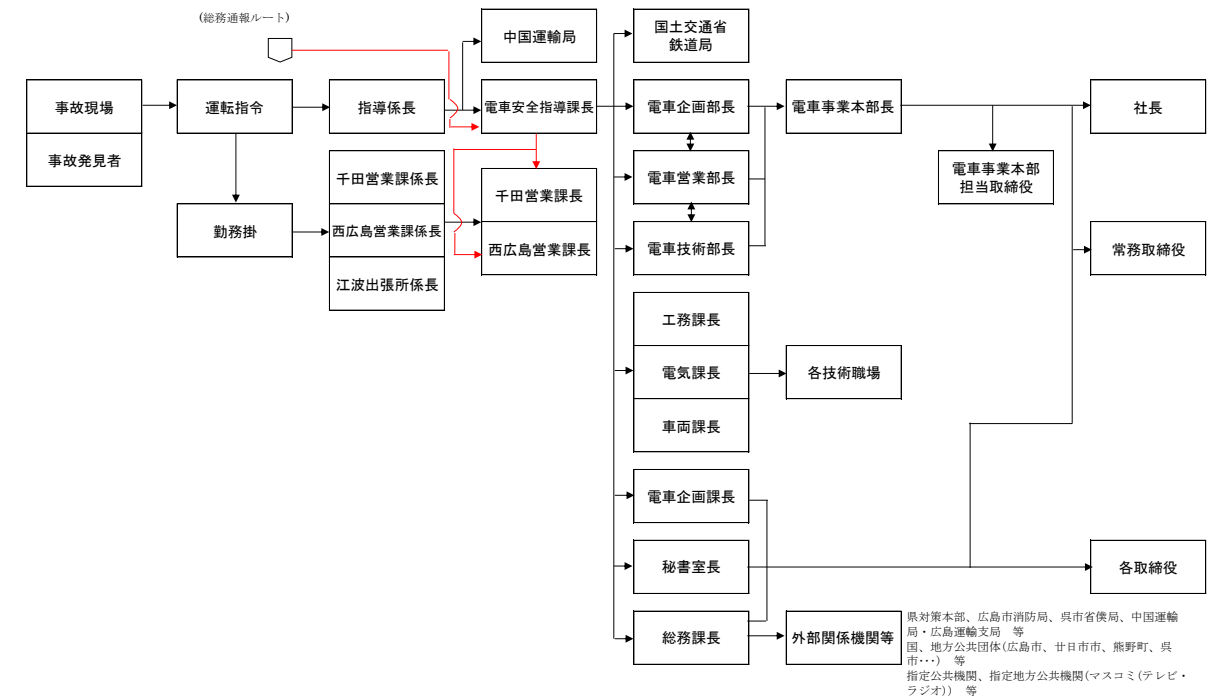 (総務通報ルート)
中国運輸局
国土交通省
鉄道局
事故現場
運転指令
指導係長
電車安全指導課長
電車企画部長
電車事業本部長
社長
事故発見者
千田営業課係長
千田営業課長
電車営業部長
電車事業本部
担当取締役
勤務掛
西広島営業課係長
西広島営業課長
電車技術部長
常務取締役
江波出張所係長
工務課長
電気課長
各技術職場
車両課長
電車企画課長
秘書室長
各取締役
総務課長
外部関係機関等
県対策本部、広島市消防局、呉市省僕局、中国運輸
局・広島運輸支局　等
国、地方公共団体(広島市、廿日市市、熊野町、呉
市･･･)　等
指定公共機関、指定地方公共機関(マスコミ(テレビ・
ラジオ))　等